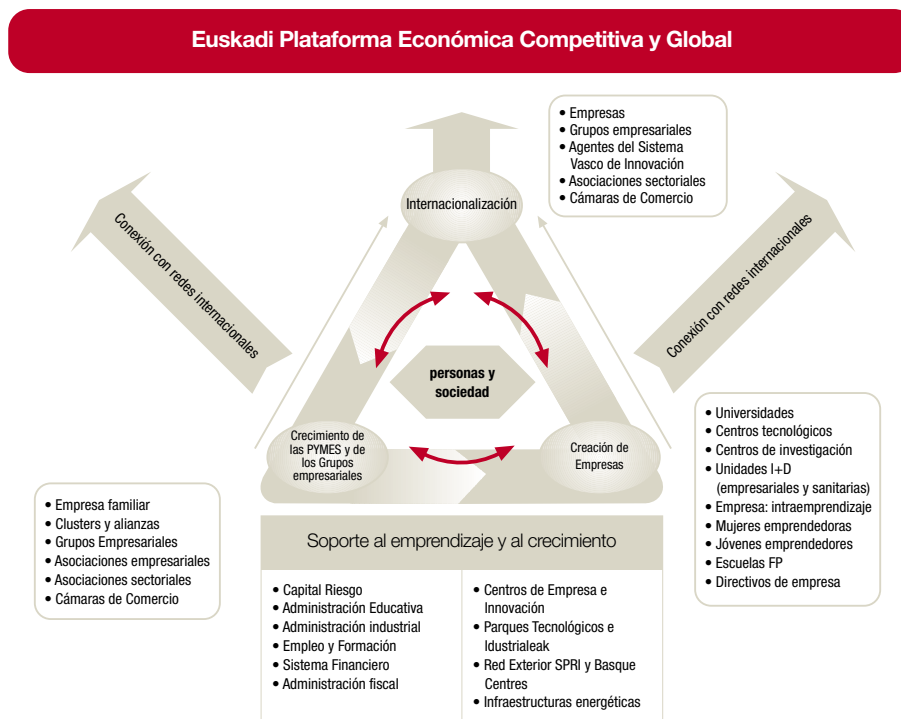 Euskadi Plataforma Económica Competitiva y Global
• Empresas
• Grupos empresariales
• Agentes del Sistema
Vasco de Innovación
• Asociaciones sectoriales
• Cámaras de Comercio
Internacionalización
Conexión con redes internacionales
Conexión con redes internacionales
personas y
sociedad
Crecimiento de
las PYMES y de
los Grupos
empresariales
Creación de
Empresas
• Universidades
• Centros tecnológicos
• Centros de investigación
• Unidades I+D
(empresariales y sanitarias)
• Empresa: intraemprendizaje
• Mujeres emprendedoras
• Jóvenes emprendedores
• Escuelas FP
• Directivos de empresa
• Empresa familiar
• Clusters y alianzas
• Grupos Empresariales
• Asociaciones empresariales
• Asociaciones sectoriales
• Cámaras de Comercio
Soporte al emprendizaje y al crecimiento
• Capital Riesgo
• Administración Educativa
• Administración industrial
• Empleo y Formación
• Sistema Financiero
• Administración fiscal
• Centros de Empresa e
Innovación
• Parques Tecnológicos e
Idustrialeak
• Red Exterior SPRI y Basque
Centres
• Infraestructuras energéticas